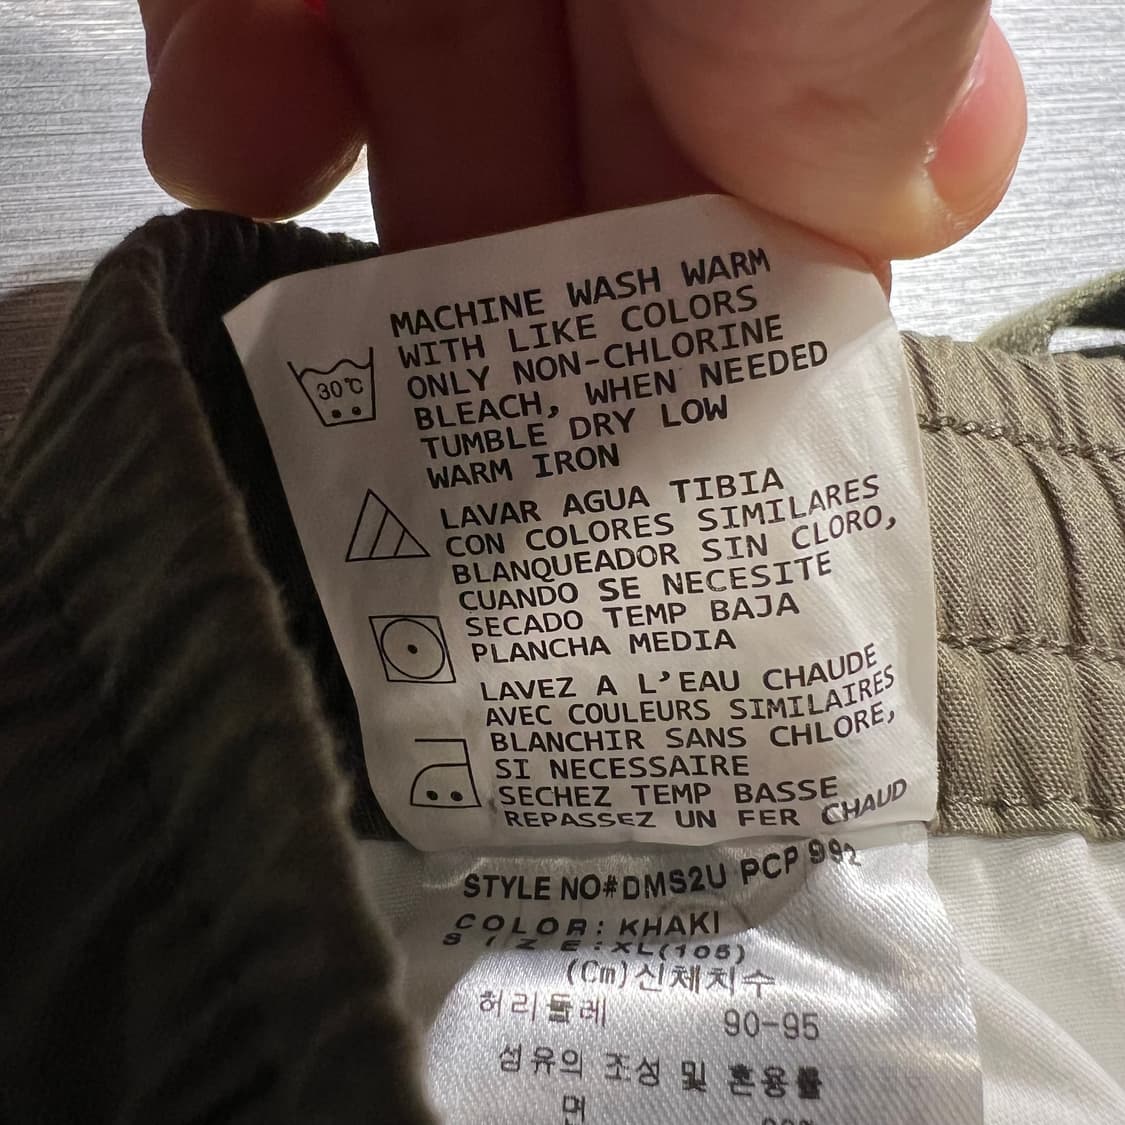 30℃
MACHINE WASH WARM
WITH LIKE COLORS
ONLY NON-CHLORINE
BLEACH, WHEN NEEDED
TUMBLE DRY LOW
WARM IRON
LAVAR AGUA TIBIA
CON COLORES SIMILARES
BLANQUEADOR SIN CLORO,
CUANDO SE NECESITE
SECADO TEMP BAJA
PLANCHA MEDIA
LAVEZ A L'EAU CHAUDE
AVEC COULEURS SIMILAIRES
BLANCHIR SANS CHLORE,
SI NECESSAIRE
SECHEZ TEMP BASSE
REPASSEZ UN FER CHAUD
STYLE NO#DMS2U PCP 992
COLOR: KHAKI
SIZE:XL(105)
(Cm)신체치수
허리둘레 90-95
섬유의 조성 및 혼용률
면